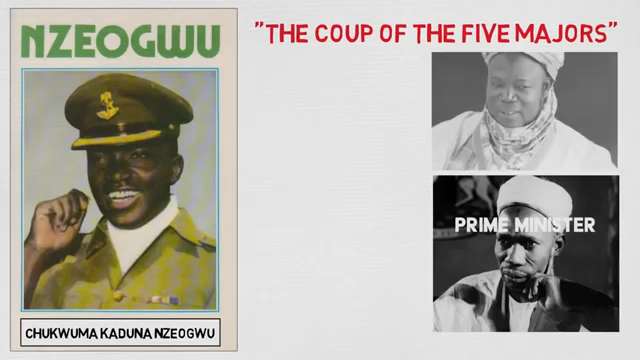 NZEOGWU
"THE COUP OF THE FIVE MAJORS"
PRIME MINISTER
CHUKWUMA KADUNA NZEOGWU